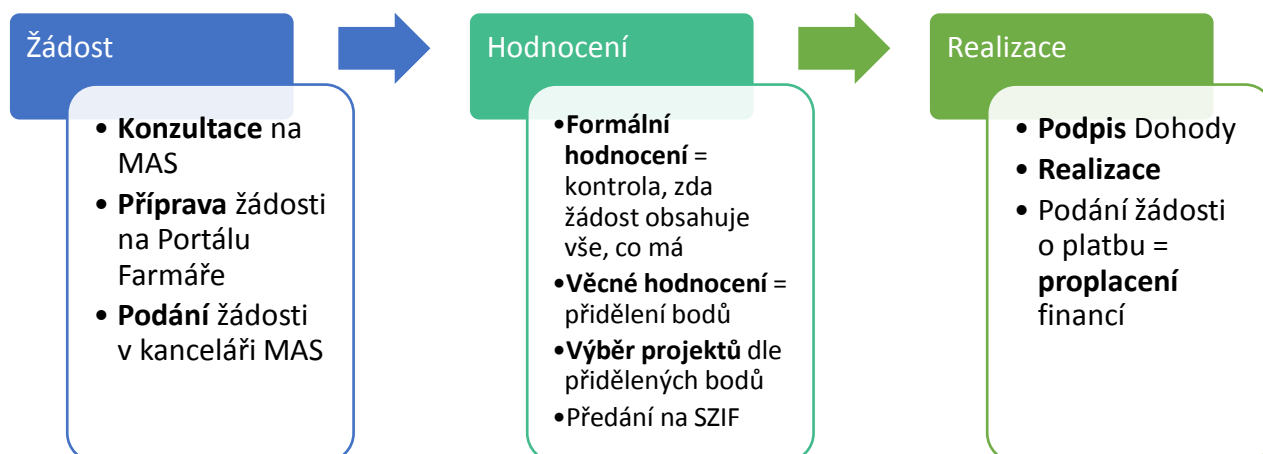 Žádost
• Konzultace na
MAS
• Příprava žádosti
na Portálu
Farmáře
• Podání žádosti
v kanceláři MAS
Hodnocení
•Formální
hodnocení =
kontrola, zda
žádost obsahuje
vše, co má
•Věcné hodnocení =
přidělení bodů
•Výběr projektů dle
přidělených bodů
•Předání na SZIF
Realizace
• Podpis Dohody
• Realizace
• Podání žádosti
o platbu =
proplacení
financí